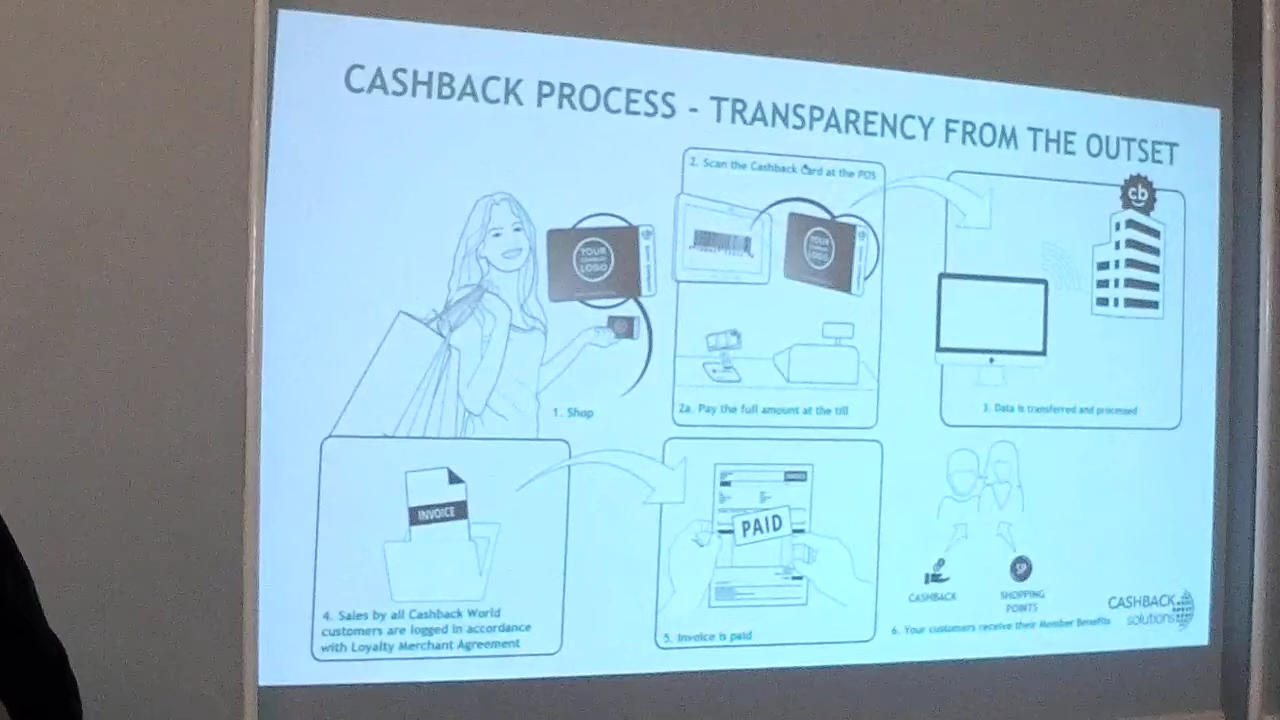 CASHBACK PROCESS - TRANSPARENCY FROM THE OUTSET
2. Scan the Cashback Card at the POS
cb
YOUR
COMPANY
LOGO
YOUR
COMPANY
LOGO
1. Shop
2a. Pay the full amount at the till
3. Data is transferred and processed
INVOICE
4. Sales by all Cashback World
customers are logged in accordance
with Loyalty Merchant Agreement
PAID
5. Invoice is paid
SP
CASHBACK
SHOPPING
POINTS
6. Your customers receive their Member Benefits
CASHBACK
solutions